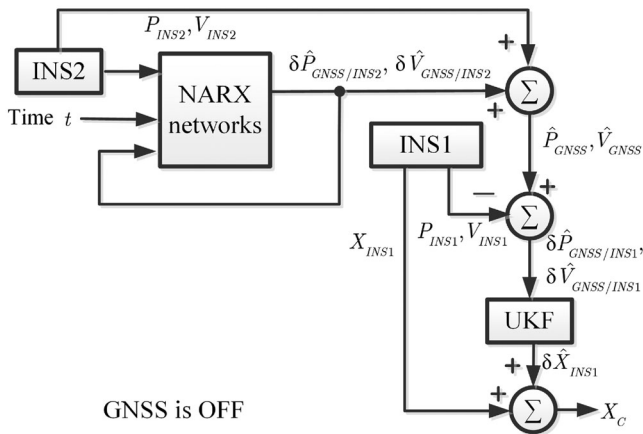 P_INS2, V_INS2
+
INS2
δP̂_GNSS/INS2, δV̂_GNSS/INS2
NARX
networks
Σ
Time t
+
INS1
P̂_GNSS, V̂_GNSS
− +
Σ
X_INS1
P_INS1, V_INS1
δP̂_GNSS/INS1,
δV̂_GNSS/INS1
UKF
+
δX̂_INS1
GNSS is OFF
+
Σ
X_C